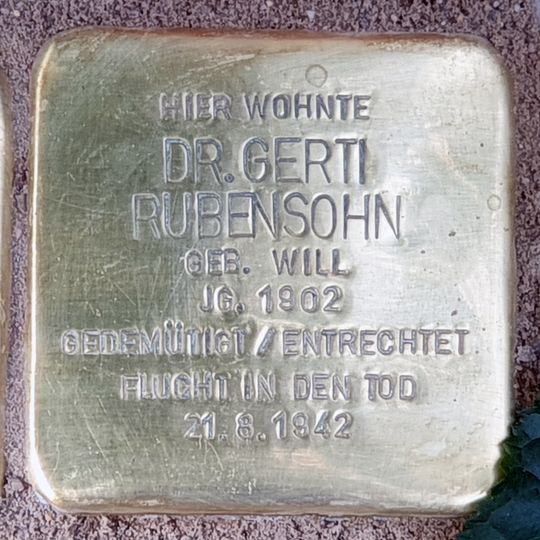 HIER WOHNTE
DR. GERTI
RUBENSOHN
GEB. WILL
JG. 1902
GEDEMÜTIGT / ENTRECHTET
FLUCHT IN DEN TOD
21.8.1942